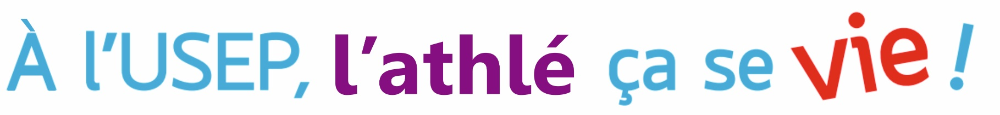 À l'USEP, l'athlé ça se vie !